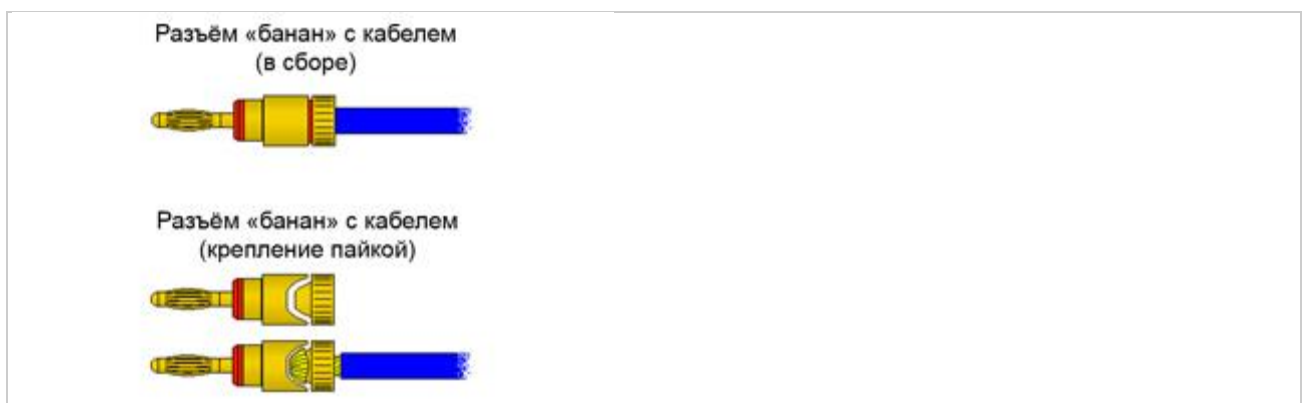 Разъём «банан» с кабелем
(в сборе)
Разъём «банан» с кабелем
(крепление пайкой)